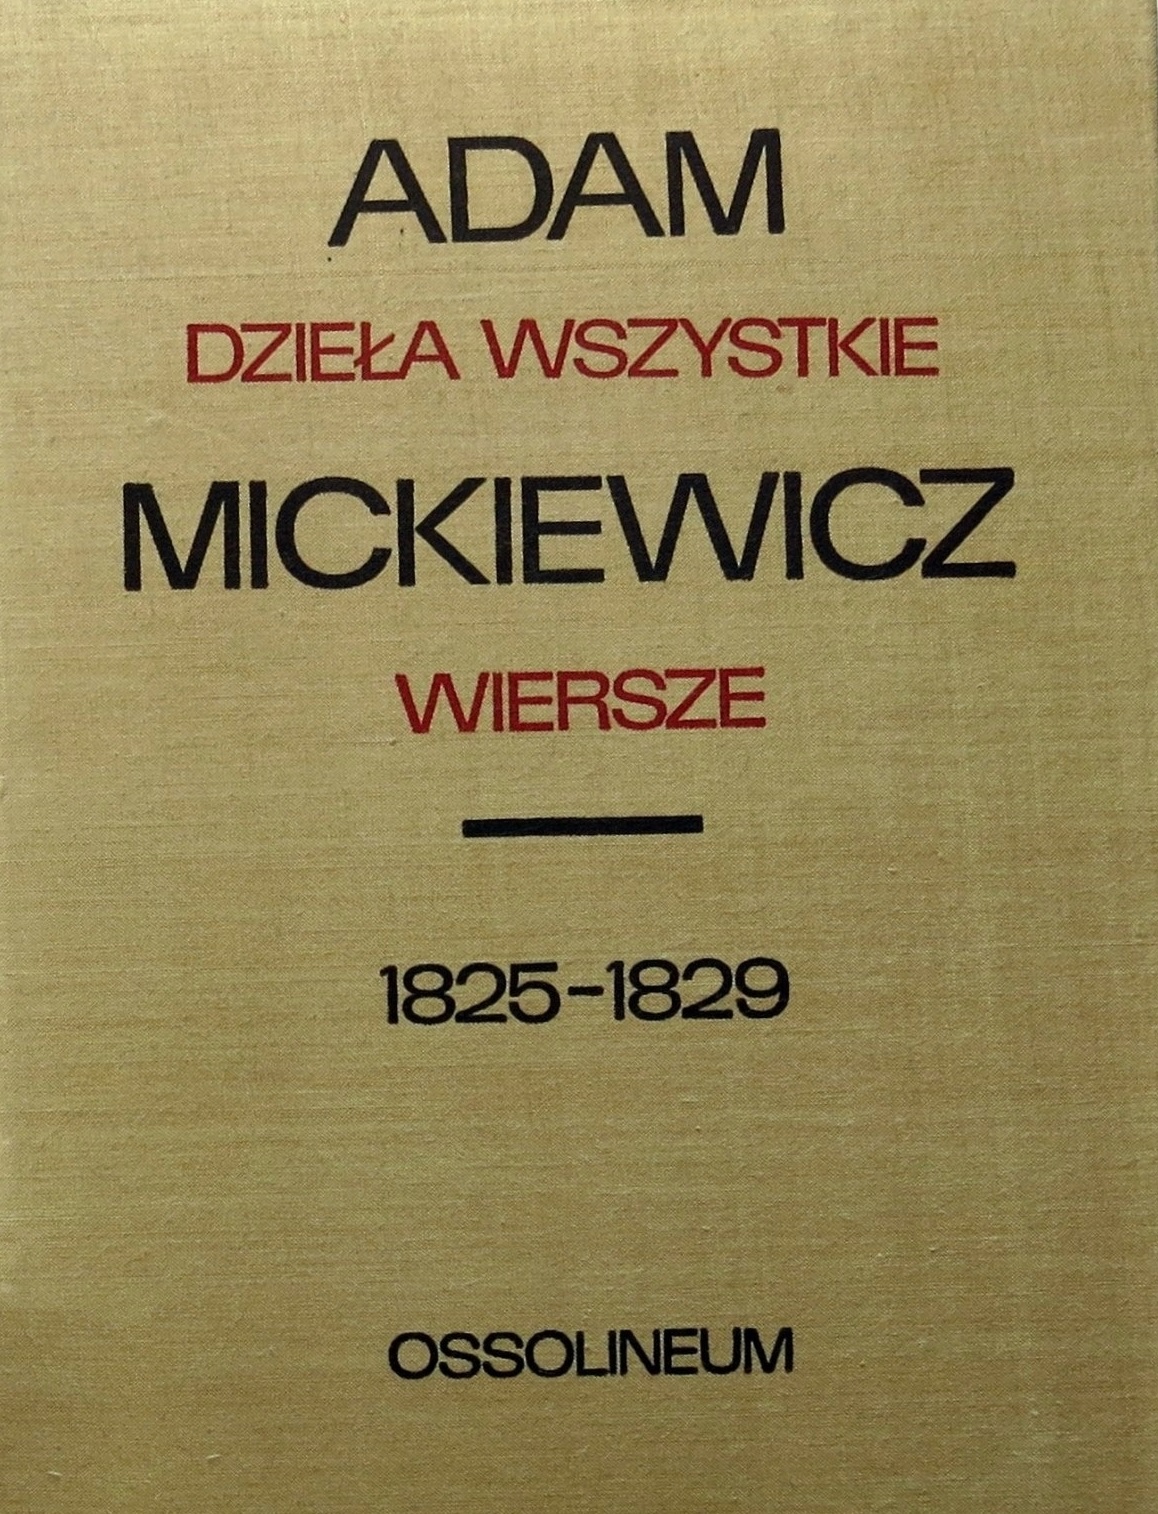 ADAM
DZIEŁA WSZYSTKIE
MICKIEWICZ
WIERSZE
1825-1829
OSSOLINEUM